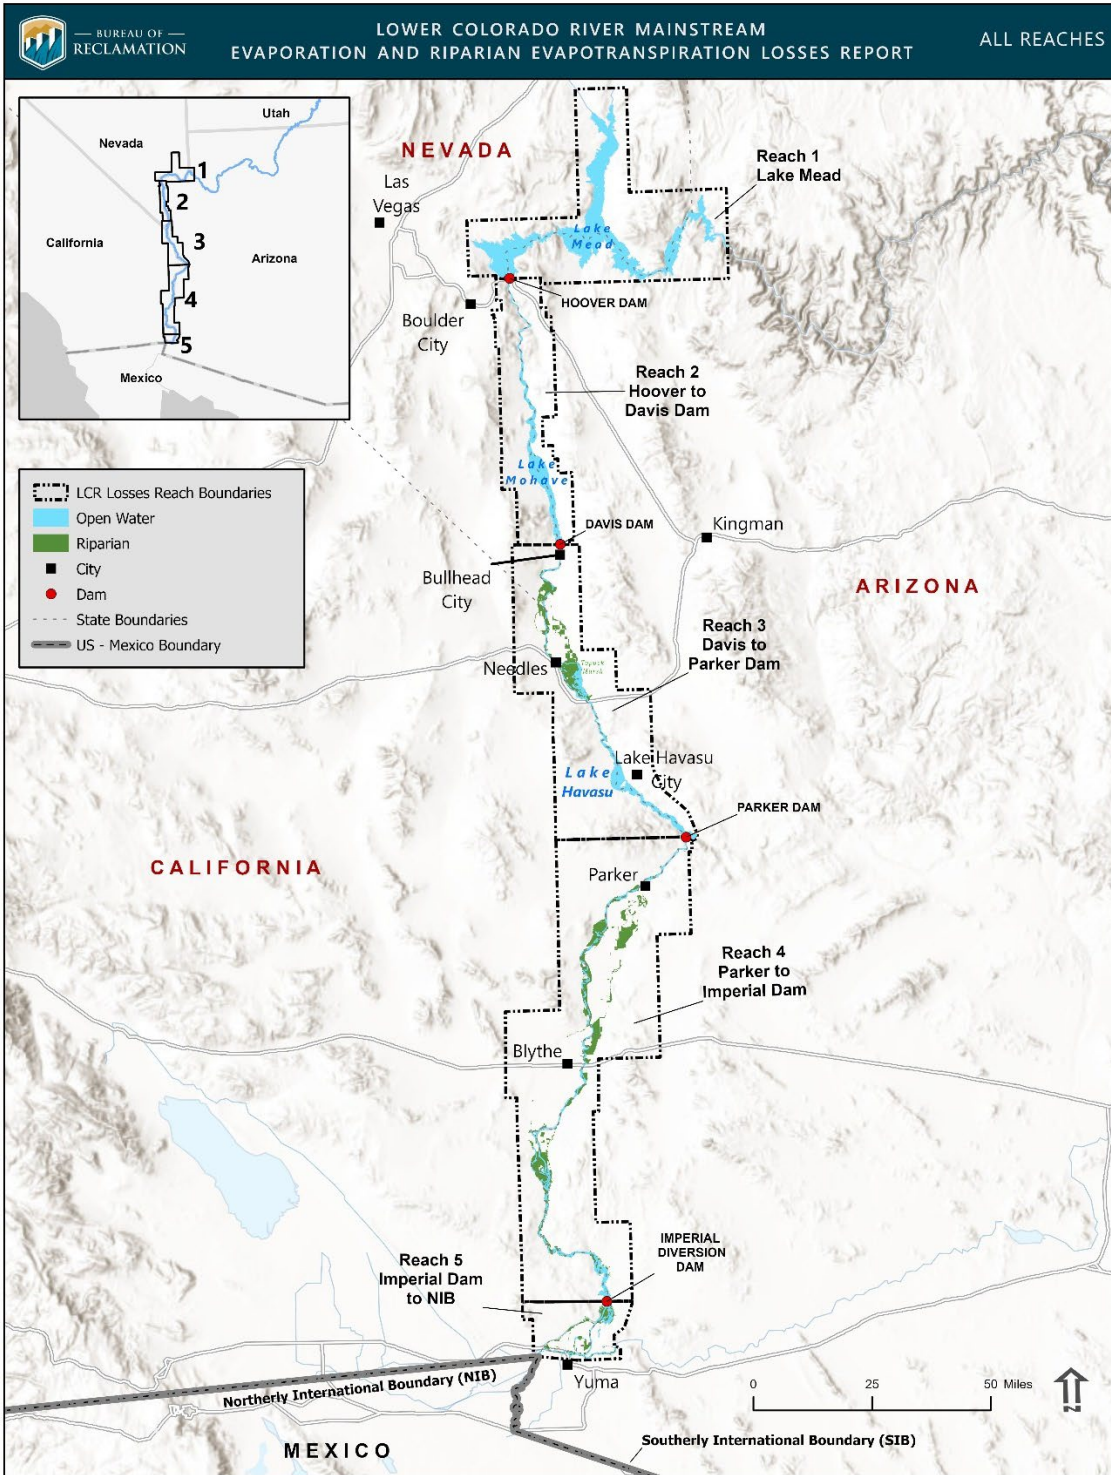 BUREAU OF
RECLAMATION
LOWER COLORADO RIVER MAINSTREAM
EVAPORATION AND RIPARIAN EVAPOTRANSPIRATION LOSSES REPORT
ALL REACHES
Utah
Nevada
California
Arizona
Mexico
1
2
3
4
5
LCR Losses Reach Boundaries
Open Water
Riparian
City
Dam
State Boundaries
US - Mexico Boundary
NEVADA
Las
Vegas
Reach 1
Lake Mead
Lake
Mead
HOOVER DAM
Boulder
City
Reach 2
Hoover to
Davis Dam
Lake
Mohave
DAVIS DAM
Kingman
Bullhead
City
ARIZONA
Reach 3
Davis to
Parker Dam
Needles
Topock
Marsh
Lake Havasu
City
Lake
Havasu
PARKER DAM
CALIFORNIA
Parker
Reach 4
Parker to
Imperial Dam
Blythe
IMPERIAL
DIVERSION
DAM
Reach 5
Imperial Dam
to NIB
Northerly International Boundary (NIB)
Yuma
0 25 50 Miles
N
MEXICO
Southerly International Boundary (SIB)